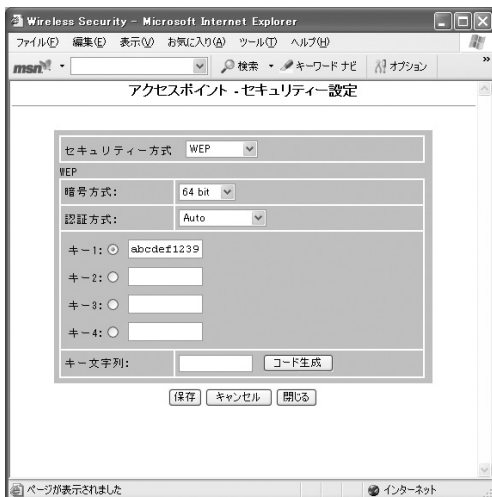 Wireless Security - Microsoft Internet Explorer
ファイル(F) 編集(E) 表示(V) お気に入り(A) ツール(T) ヘルプ(H)
msn 検索 キーワード ナビ オプション »
アクセスポイント - セキュリティー設定
セキュリティー方式 WEP
WEP
暗号方式: 64 bit
認証方式: Auto
キー1: abcdef1239
キー2:
キー3:
キー4:
キー文字列: コード生成
保存 キャンセル 閉じる
ページが表示されました インターネット